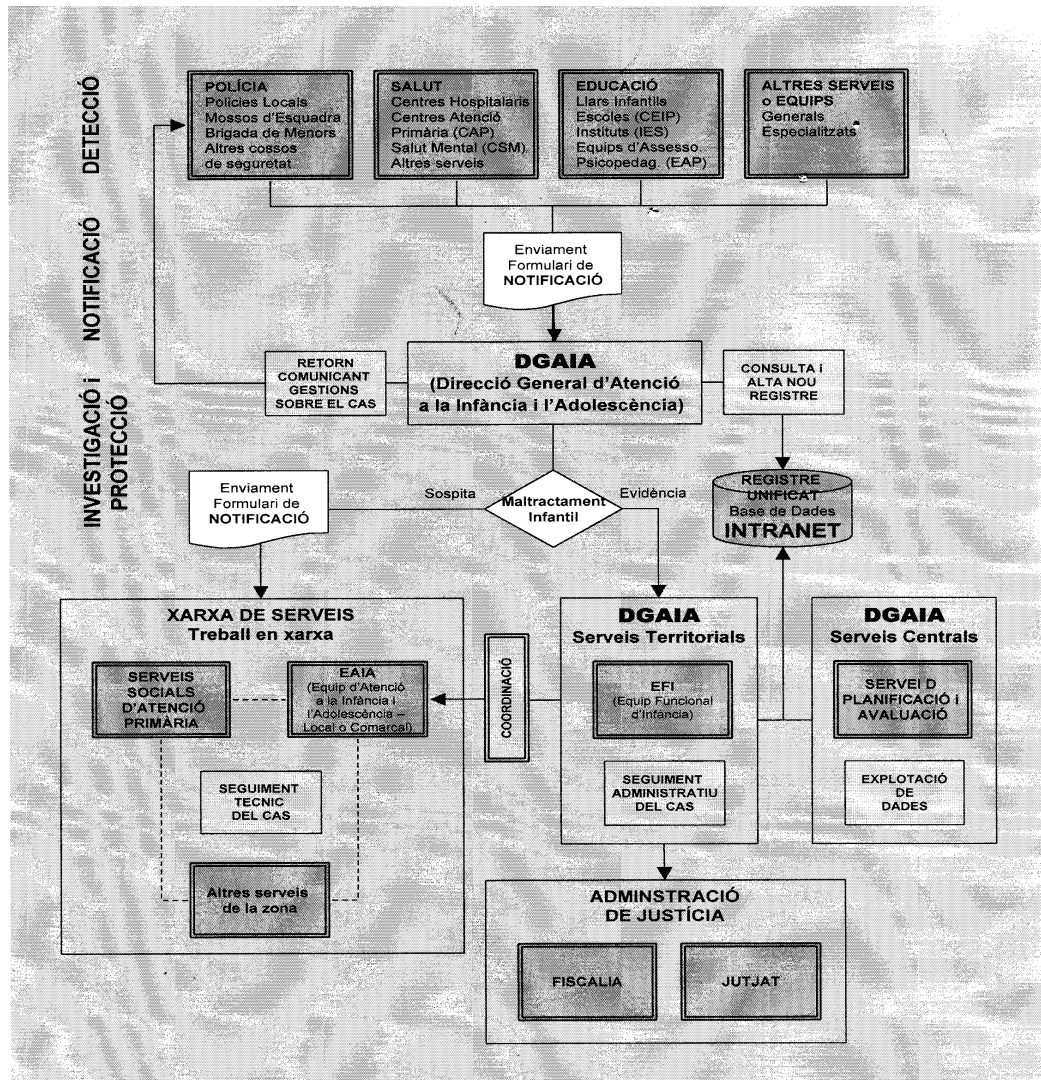 DETECCIÓ
NOTIFICACIÓ
INVESTIGACIÓ i
PROTECCIÓ
POLÍCIA
Policies Locals
Mossos d'Esquadra
Brigada de Menors
Altres cossos
de seguretat
SALUT
Centres Hospitalaris
Centres Atenció
Primària (CAP)
Salut Mental (CSM)
Altres serveis
EDUCACIÓ
Llars Infantils
Escoles (CEIP)
Instituts (IES)
Equips d'Assesso.
Psicopedag. (EAP)
ALTRES SERVEIS
o EQUIPS
Generals
Especialitzats
Enviament
Formulari de
NOTIFICACIÓ
RETORN
COMUNICANT
GESTIONS
SOBRE EL CAS
DGAIA
(Direcció General d'Atenció
a la Infància i l'Adolescència)
CONSULTA i
ALTA NOU
REGISTRE
Enviament
Formulari de
NOTIFICACIÓ
Sospita
Maltractament
Infantil
Evidència
REGISTRE
UNIFICAT
Base de Dades
INTRANET
XARXA DE SERVEIS
Treball en xarxa
SERVEIS
SOCIALS
D'ATENCIÓ
PRIMÀRIA
EAIA
(Equip d'Atenció
a la Infància i
l'Adolescència –
Local o Comarcal)
SEGUIMENT
TECNIC
DEL CAS
Altres serveis
de la zona
COORDINACIÓ
DGAIA
Serveis Territorials
EFI
(Equip Funcional
d'Infancia)
SEGUIMENT
ADMINISTRATIU
DEL CAS
DGAIA
Serveis Centrals
SERVEI D
PLANIFICACIÓ i
AVALUACIÓ
EXPLOTACIÓ
DE
DADES
ADMINSTRACIÓ
DE JUSTÍCIA
FISCALIA
JUTJAT